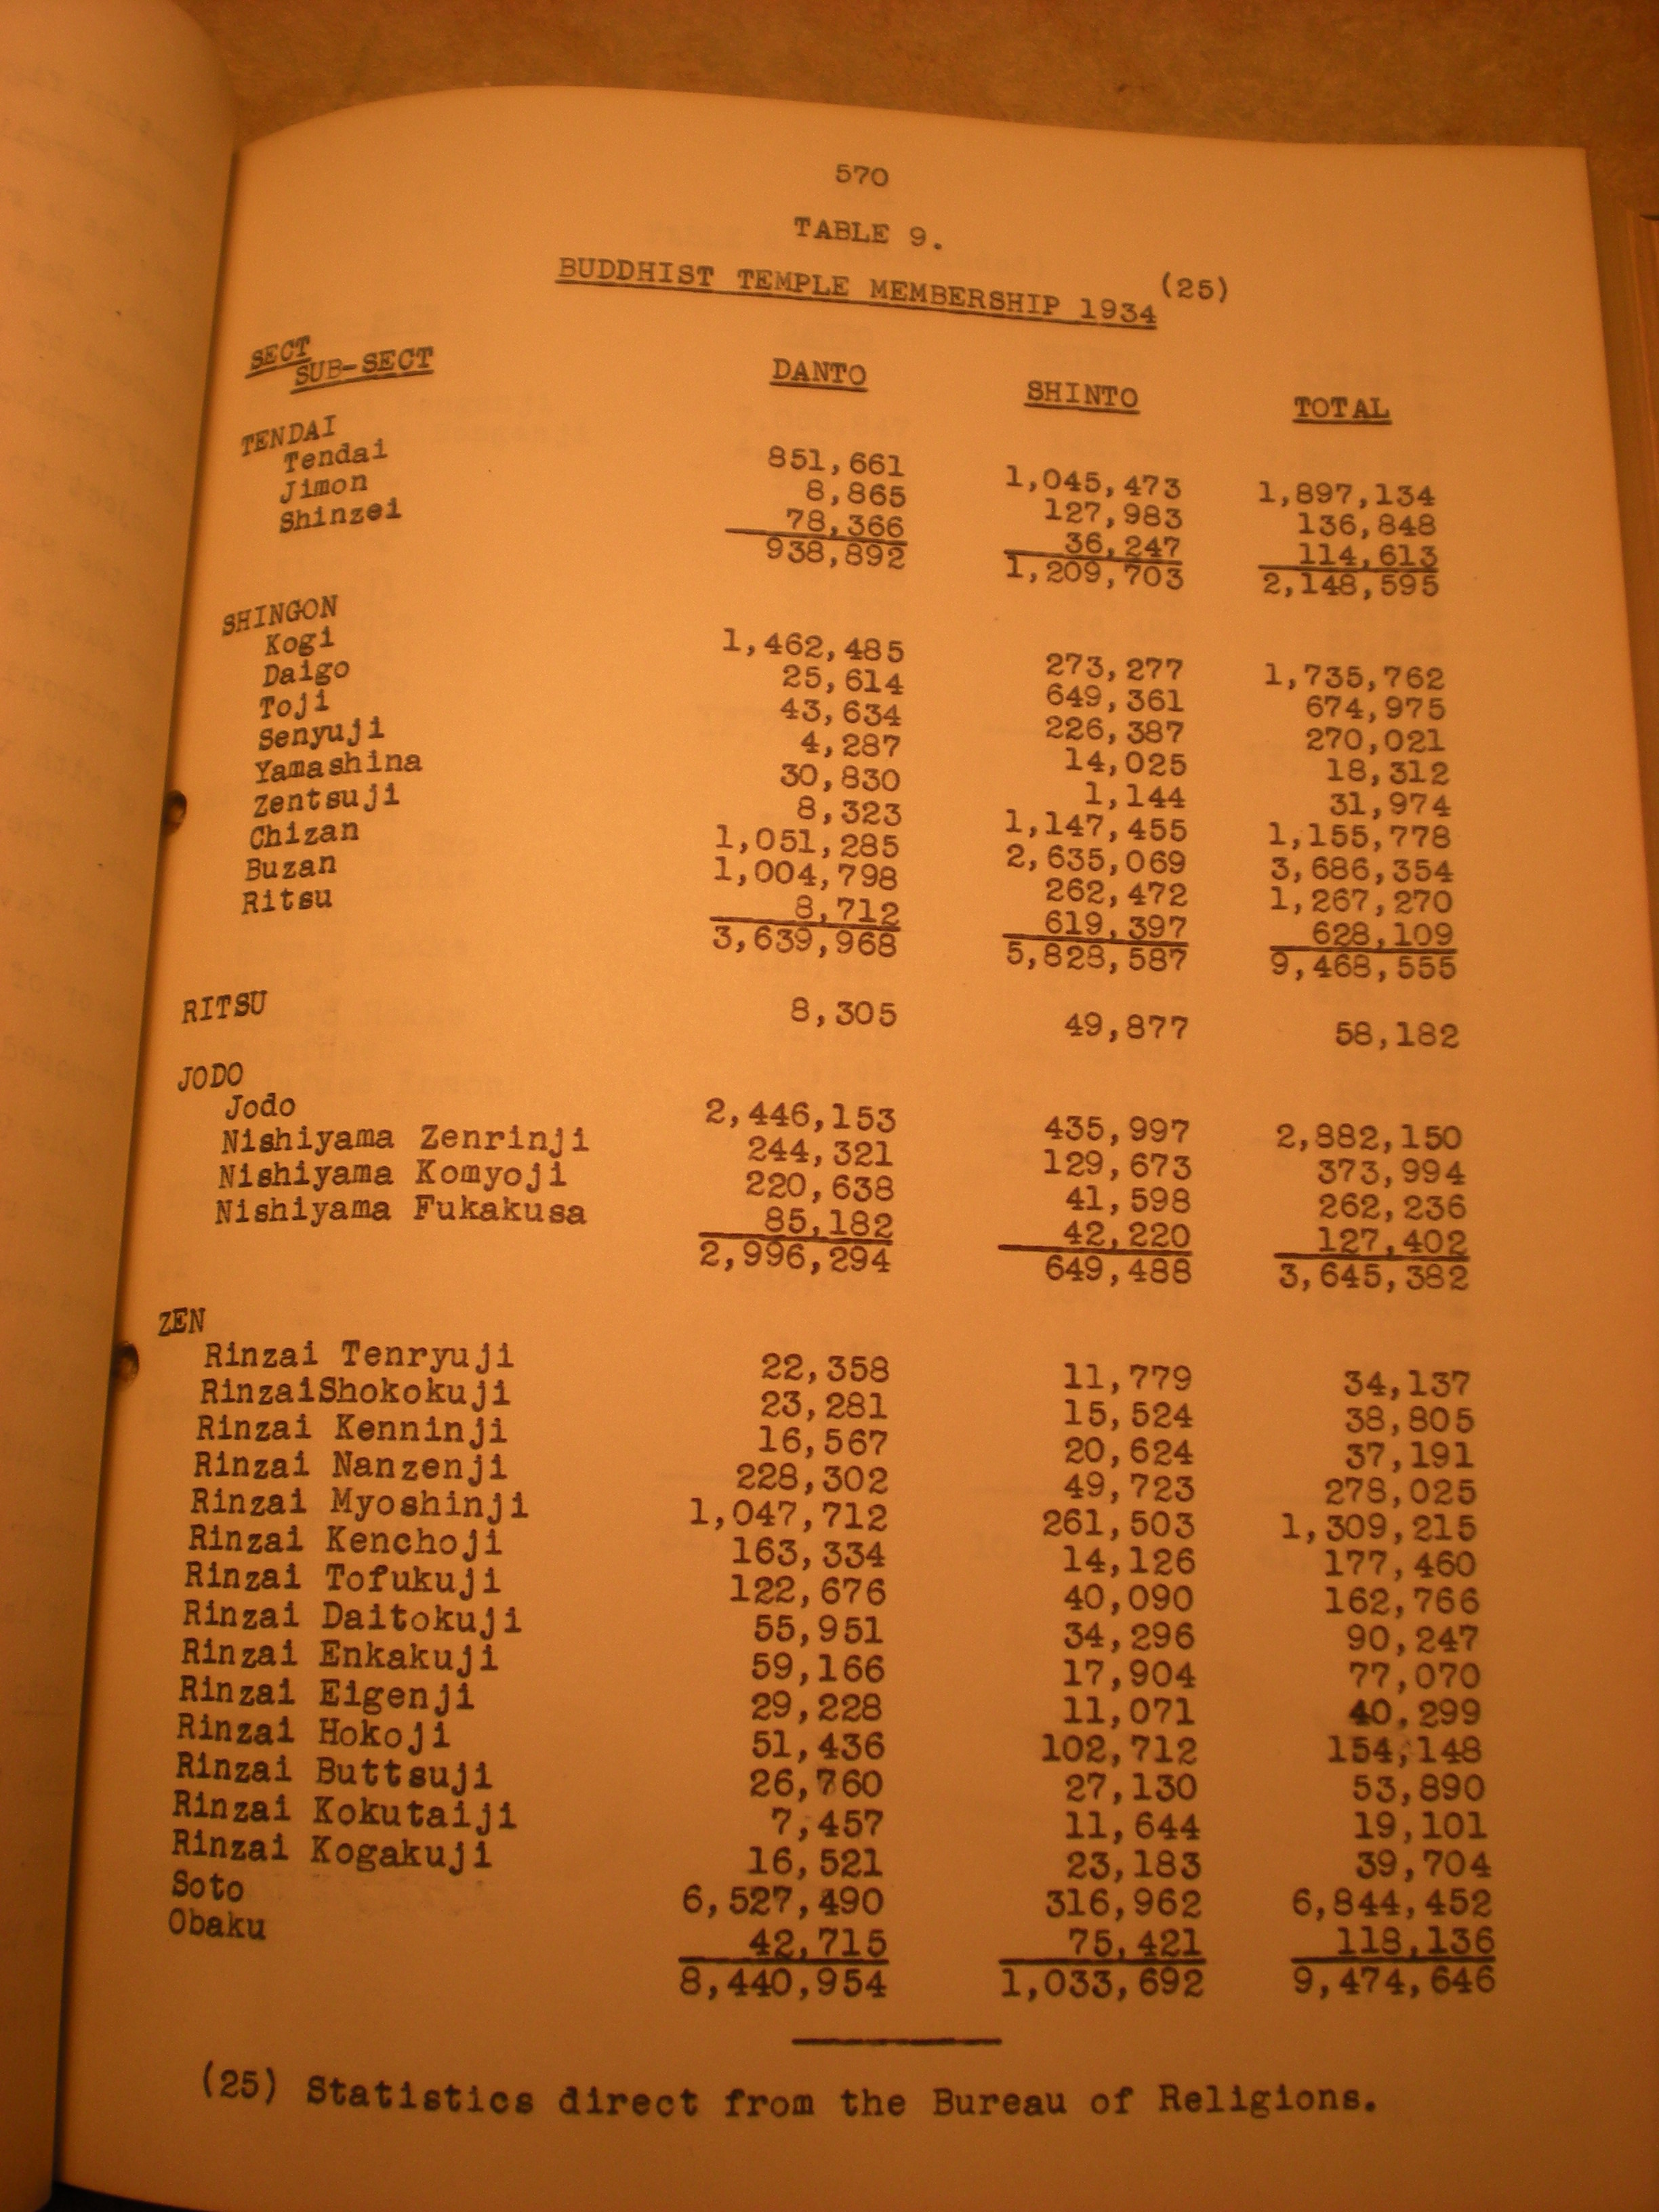 570
TABLE 9.
BUDDHIST TEMPLE MEMBERSHIP 1934 (25)
SECT
SUB-SECT DANTO SHINTO TOTAL
TENDAI
Tendai 851,661 1,045,473 1,897,134
Jimon 8,865 127,983 136,848
Shinzei 78,366 36,247 114,613
938,892 1,209,703 2,148,595
SHINGON
Kogi 1,462,485 273,277 1,735,762
Daigo 25,614 649,361 674,975
Toji 43,634 226,387 270,021
Senyuji 4,287 14,025 18,312
Yamashina 30,830 1,144 31,974
Zentsuji 8,323 1,147,455 1,155,778
Chizan 1,051,285 2,635,069 3,686,354
Buzan 1,004,798 262,472 1,267,270
Ritsu 8,712 619,397 628,109
3,639,968 5,828,587 9,468,555
RITSU 8,305 49,877 58,182
JODO
Jodo 2,446,153 435,997 2,882,150
Nishiyama Zenrinji 244,321 129,673 373,994
Nishiyama Komyoji 220,638 41,598 262,236
Nishiyama Fukakusa 85,182 42,220 127,402
2,996,294 649,488 3,645,382
ZEN
Rinzai Tenryuji 22,358 11,779 34,137
RinzaiShokokuji 23,281 15,524 38,805
Rinzai Kenninji 16,567 20,624 37,191
Rinzai Nanzenji 228,302 49,723 278,025
Rinzai Myoshinji 1,047,712 261,503 1,309,215
Rinzai Kenchoji 163,334 14,126 177,460
Rinzai Tofukuji 122,676 40,090 162,766
Rinzai Daitokuji 55,951 34,296 90,247
Rinzai Enkakuji 59,166 17,904 77,070
Rinzai Eigenji 29,228 11,071 40,299
Rinzai Hokoji 51,436 102,712 154,148
Rinzai Buttsuji 26,760 27,130 53,890
Rinzai Kokutaiji 7,457 11,644 19,101
Rinzai Kogakuji 16,521 23,183 39,704
Soto 6,527,490 316,962 6,844,452
Obaku 42,715 75,421 118,136
8,440,954 1,033,692 9,474,646
(25) Statistics direct from the Bureau of Religions.